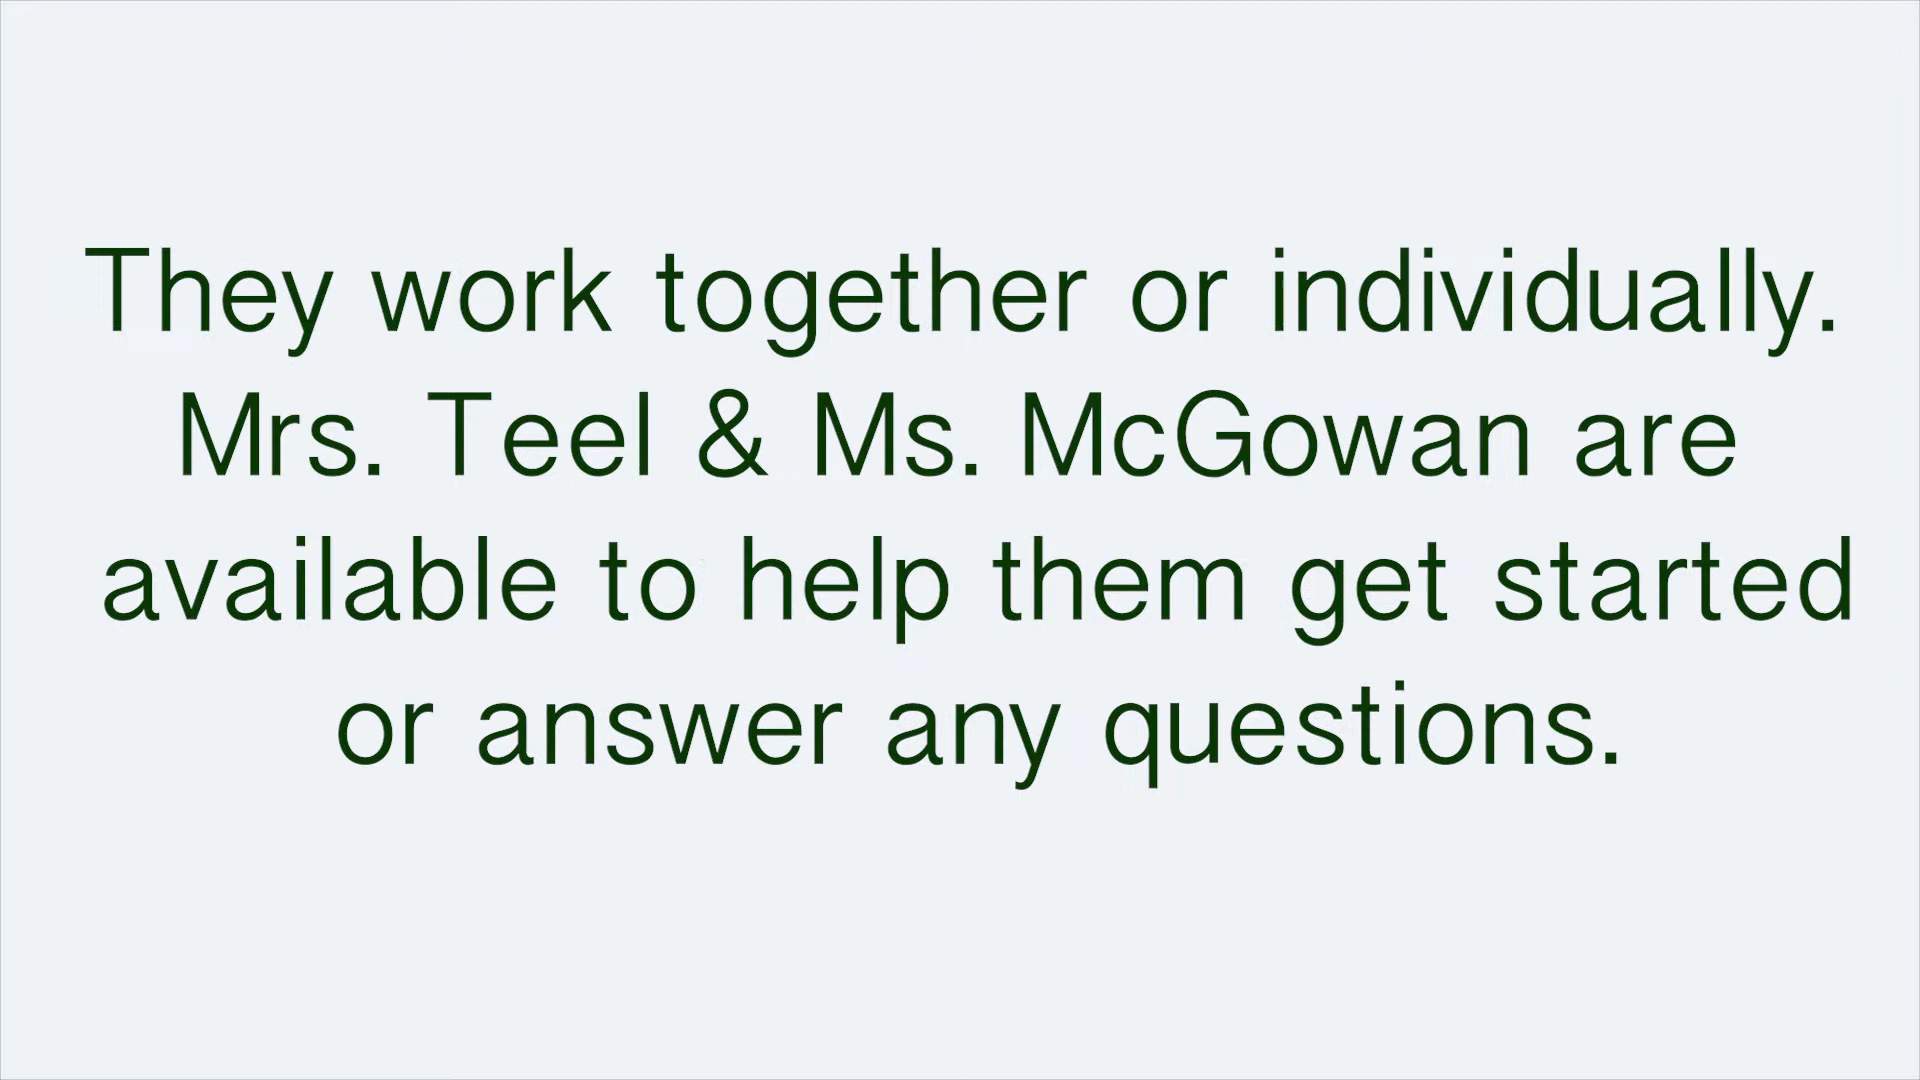 They work together or individually.
Mrs. Teel & Ms. McGowan are
available to help them get started
or answer any questions.